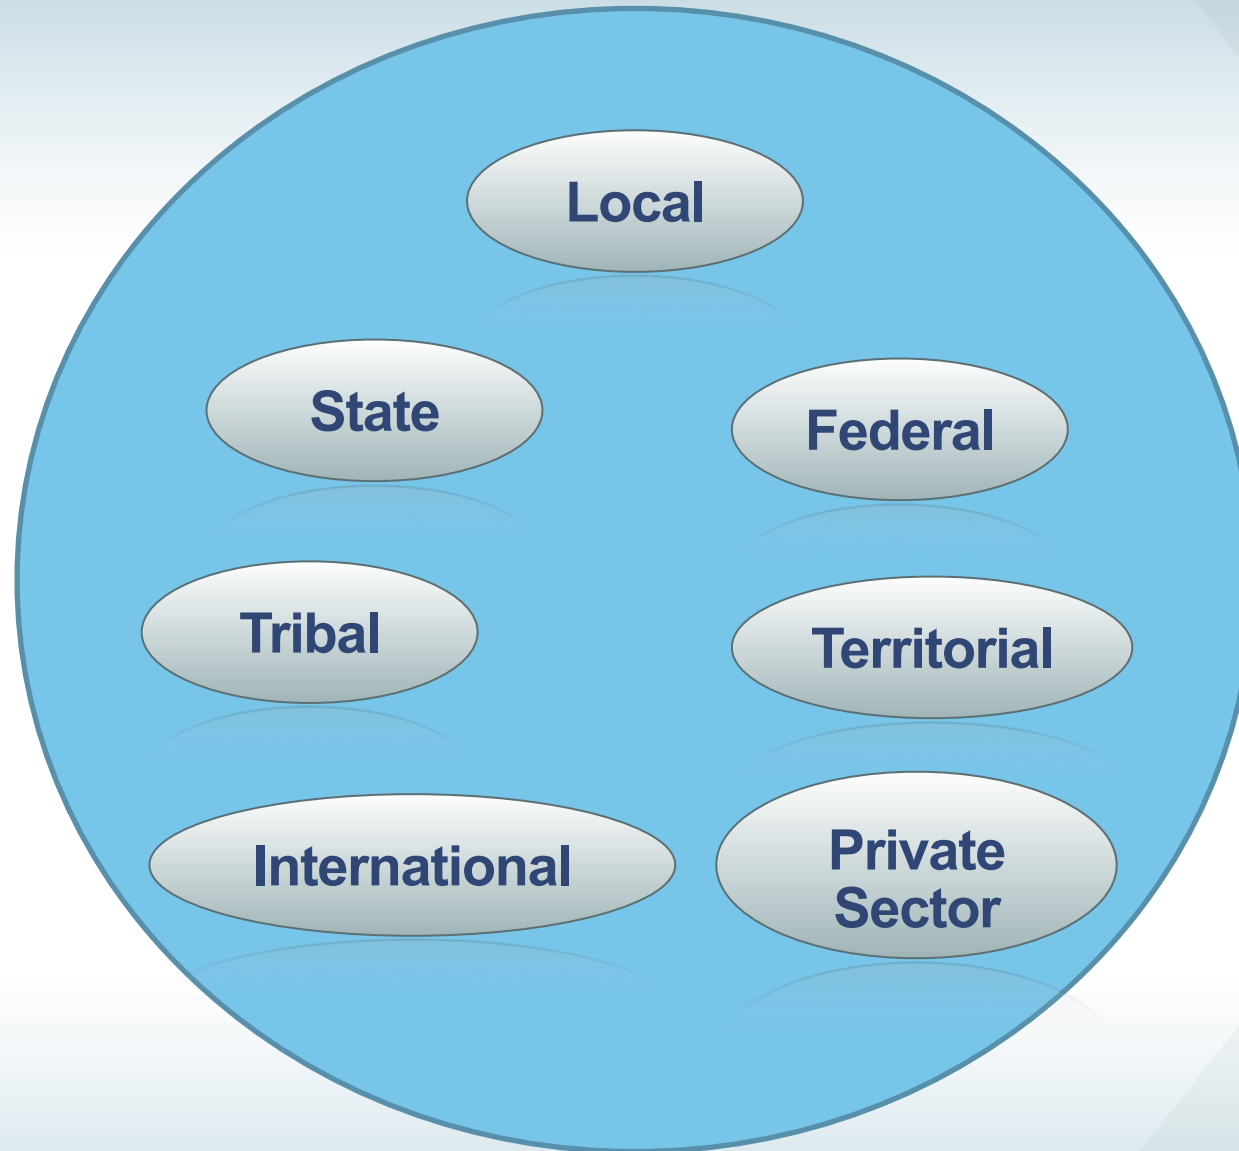 Local
State
Federal
Tribal
Territorial
International
Private
Sector